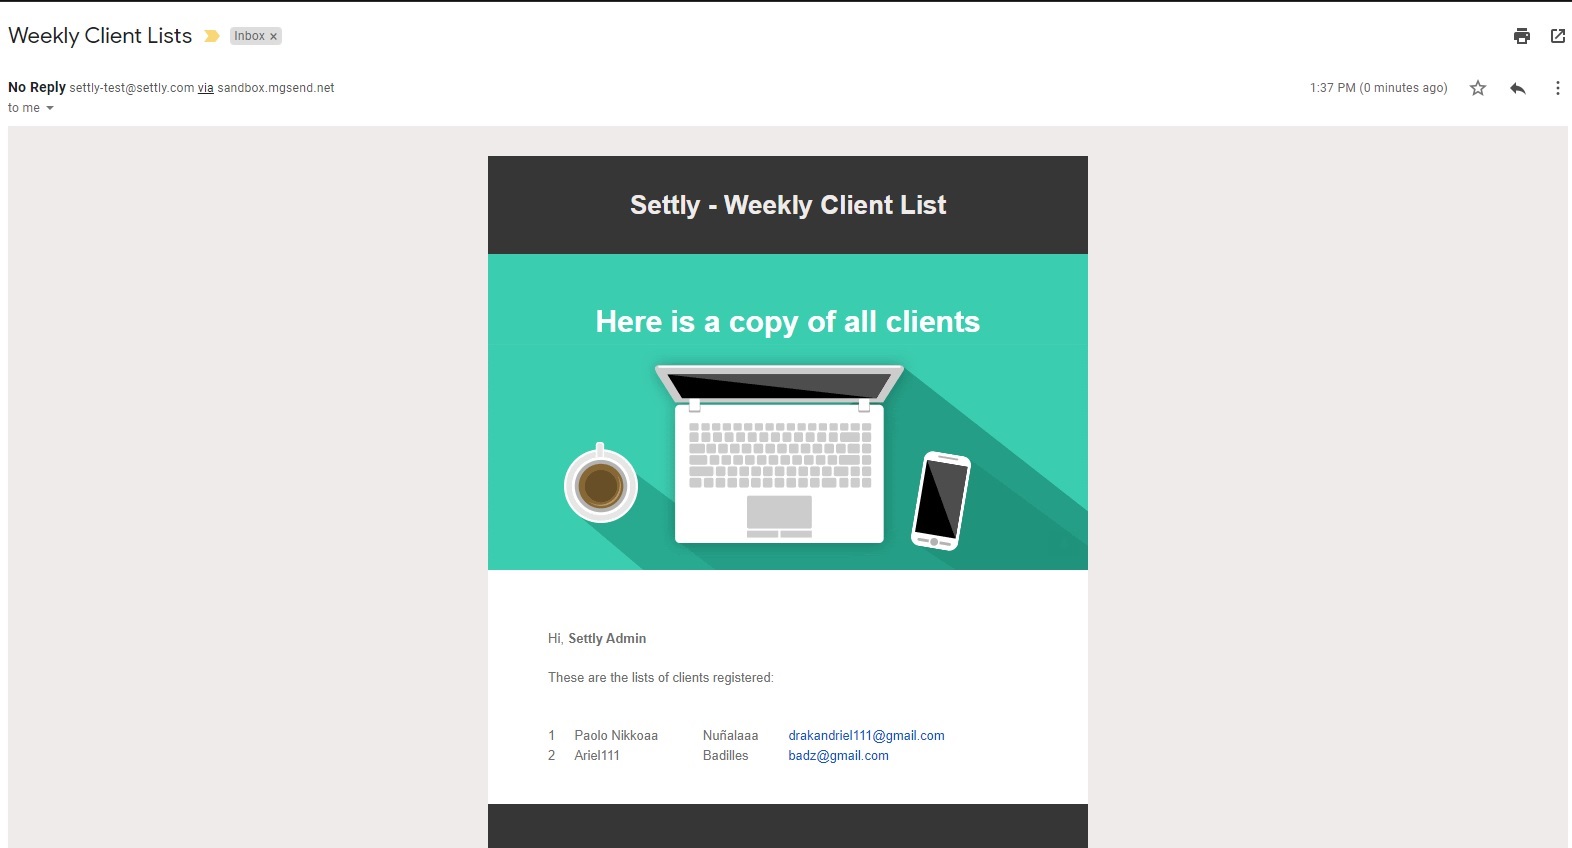 Weekly Client Lists Inbox x
No Reply settly-test@settly.com via sandbox.mgsend.net 1:37 PM (0 minutes ago)
to me
Settly - Weekly Client List
Here is a copy of all clients
Hi, Settly Admin
These are the lists of clients registered:
1 Paolo Nikkoaa Nuñalaaa drakandriel111@gmail.com
2 Ariel111 Badilles badz@gmail.com